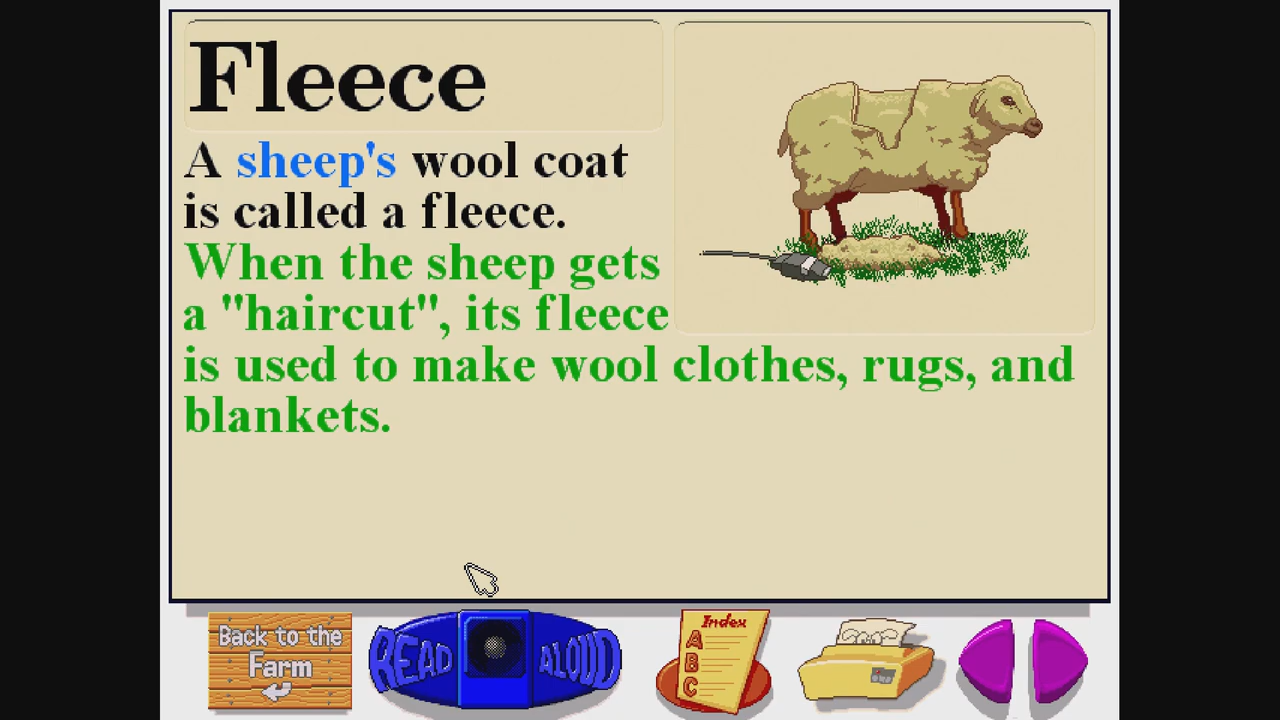 Fleece
A sheep's wool coat
is called a fleece.
When the sheep gets
a "haircut", its fleece
is used to make wool clothes, rugs, and
blankets.
Back to the
Farm
READ ALOUD
Index
A
B
C